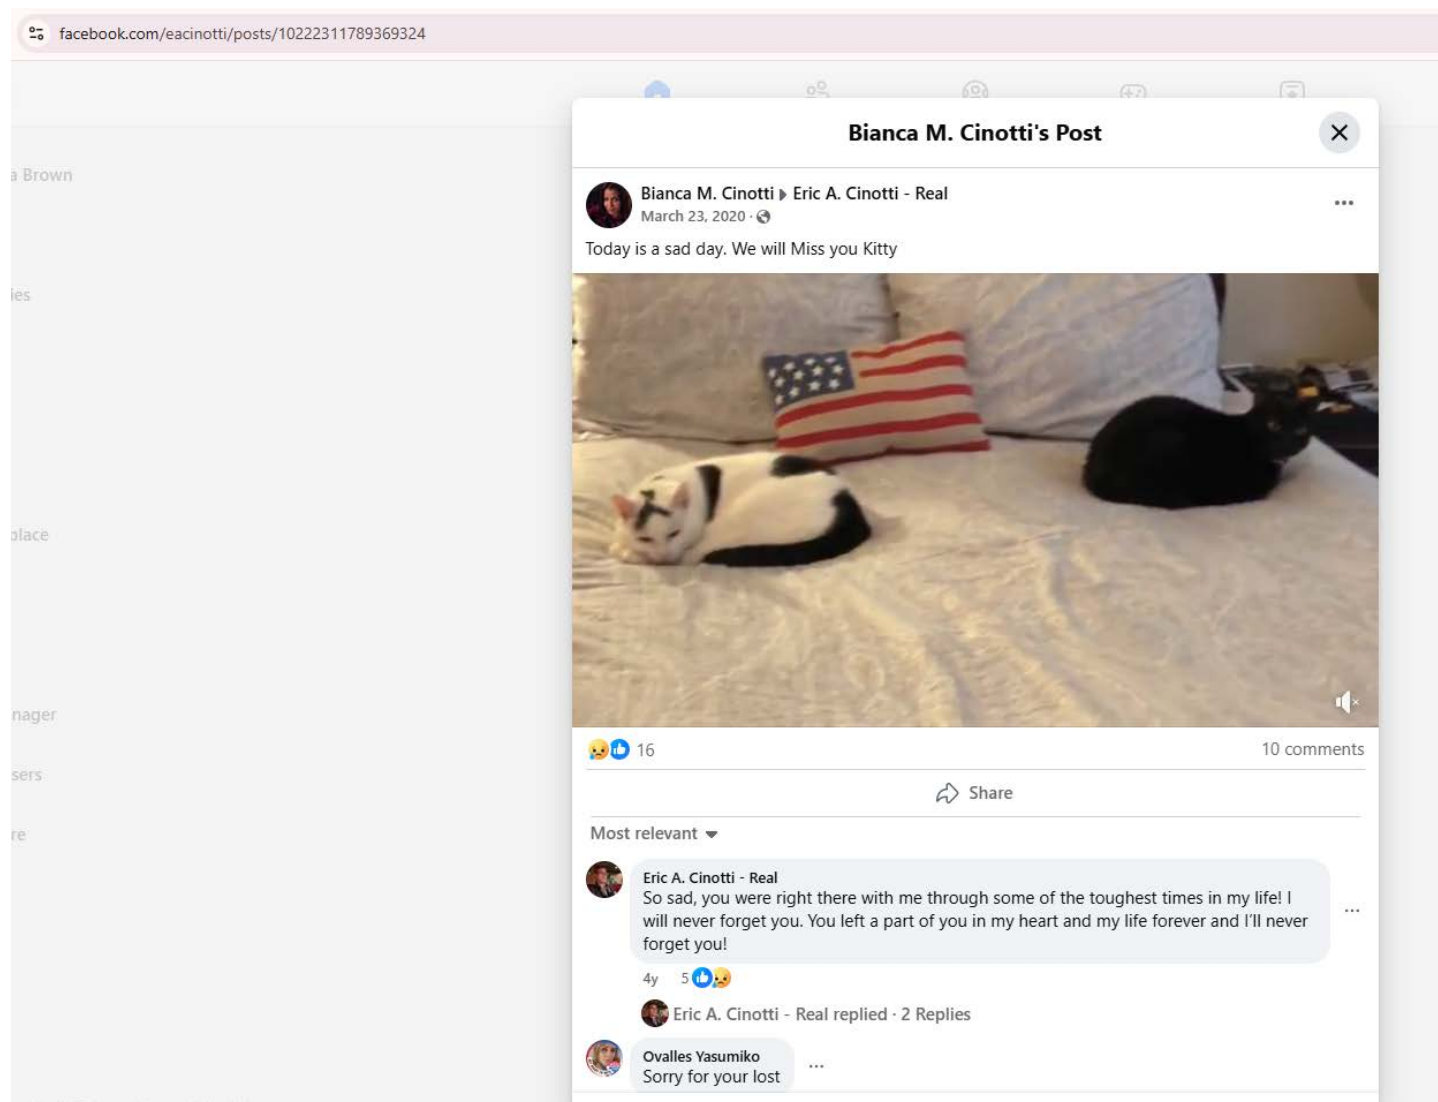 facebook.com/eacinotti/posts/10222311789369324
Bianca M. Cinotti's Post
Brown
Bianca M. Cinotti Eric A. Cinotti - Real
March 23, 2020 ·
Today is a sad day. We will Miss you Kitty
ies
place
nager
sers
re
16
10 comments
Share
Most relevant
Eric A. Cinotti - Real
So sad, you were right there with me through some of the toughest times in my life! I
will never forget you. You left a part of you in my heart and my life forever and I'll never
forget you!
4y 5
Eric A. Cinotti - Real replied · 2 Replies
Ovalles Yasumiko
Sorry for your lost